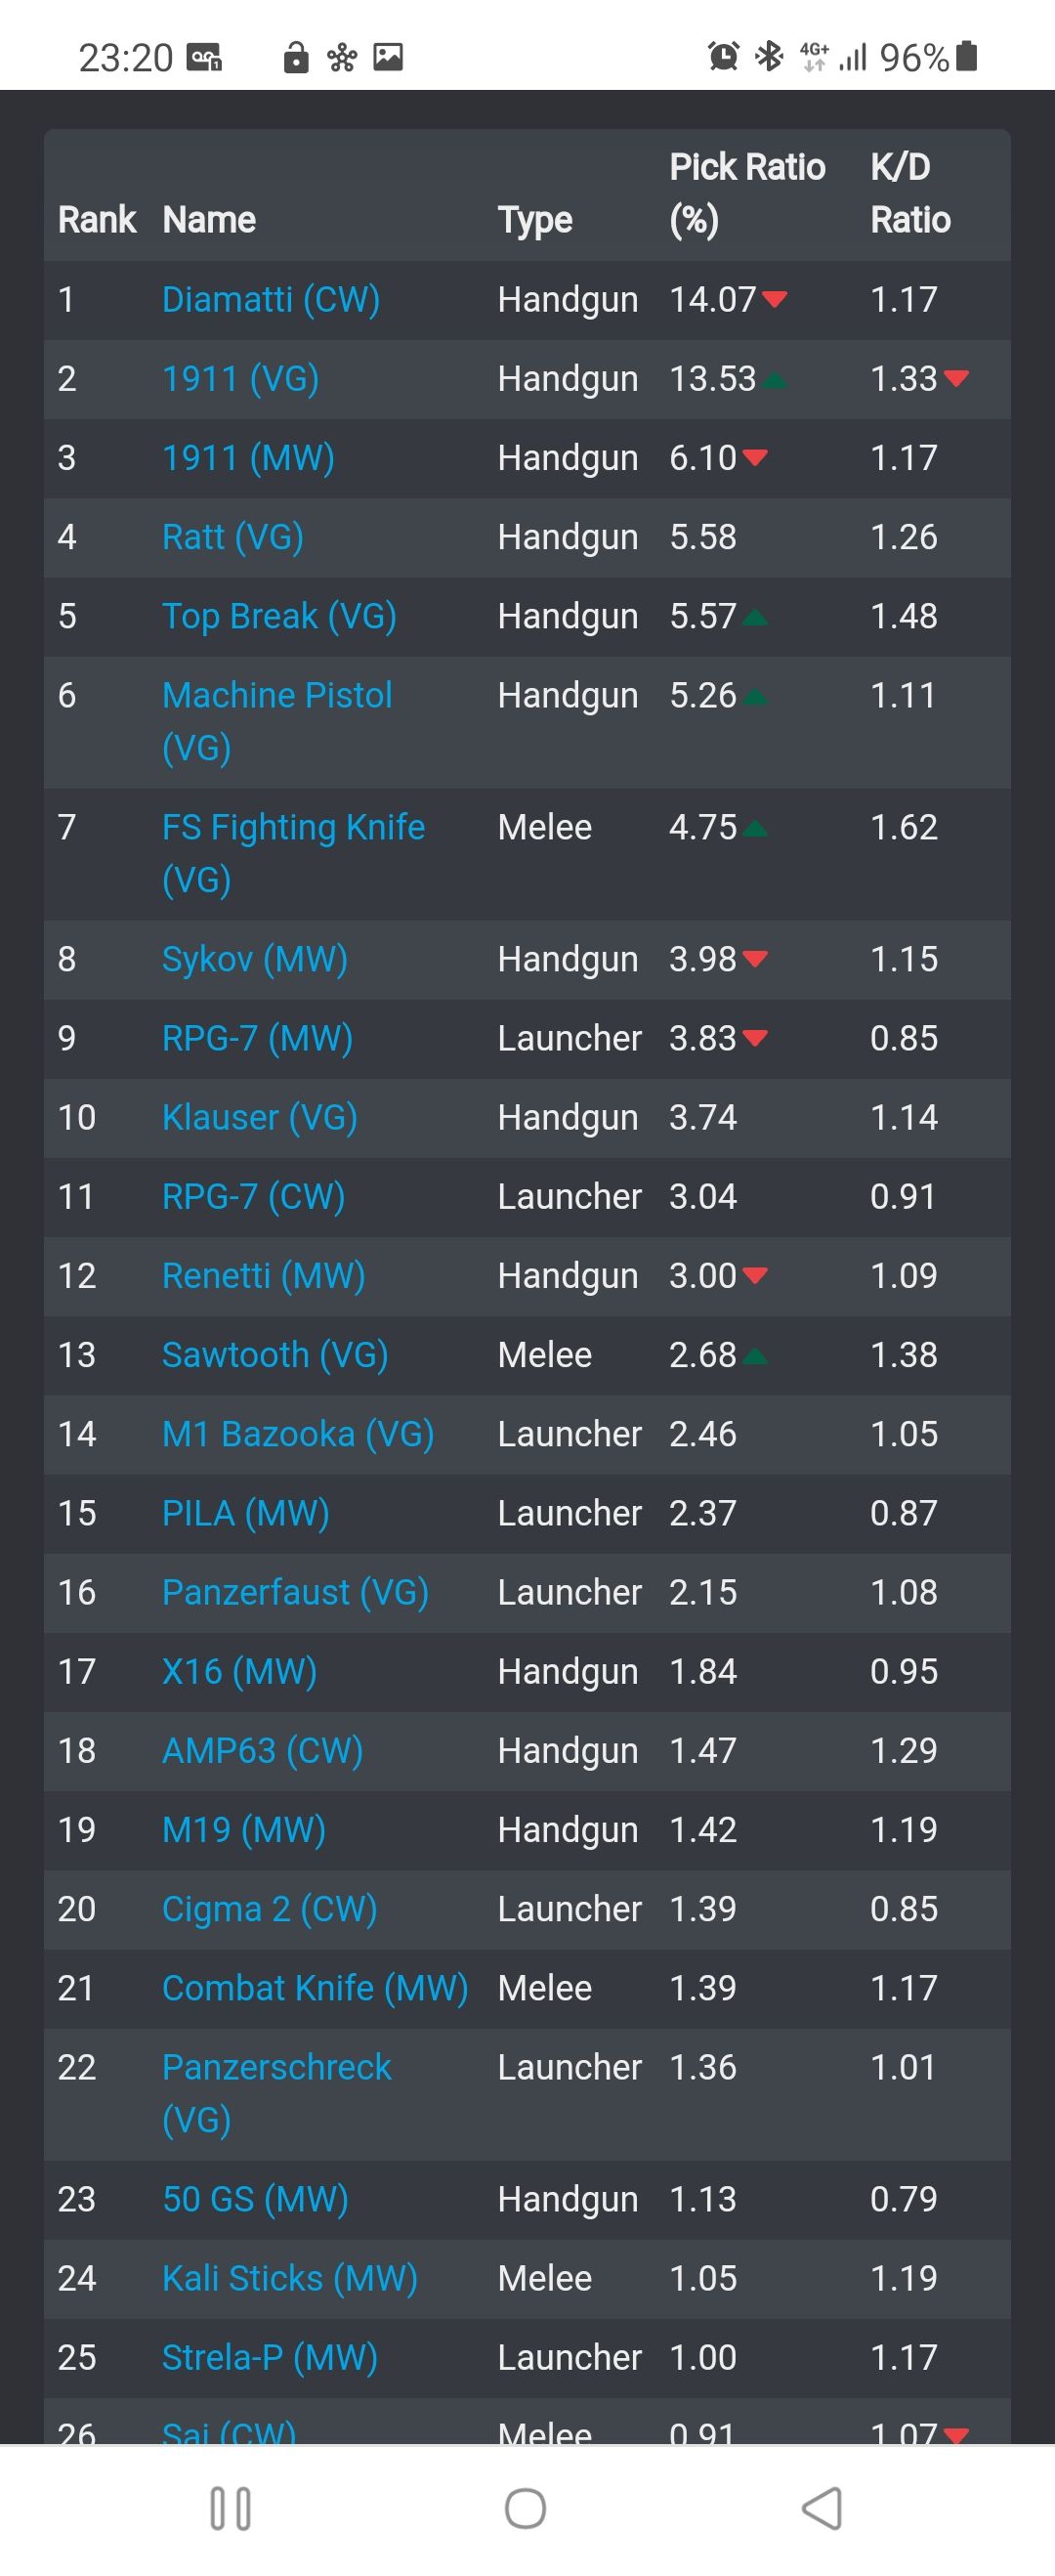 23:20 4G+ 96%
Rank Name Type Pick Ratio (%) K/D Ratio
1 Diamatti (CW) Handgun 14.07 1.17
2 1911 (VG) Handgun 13.53 1.33
3 1911 (MW) Handgun 6.10 1.17
4 Ratt (VG) Handgun 5.58 1.26
5 Top Break (VG) Handgun 5.57 1.48
6 Machine Pistol (VG) Handgun 5.26 1.11
7 FS Fighting Knife (VG) Melee 4.75 1.62
8 Sykov (MW) Handgun 3.98 1.15
9 RPG-7 (MW) Launcher 3.83 0.85
10 Klauser (VG) Handgun 3.74 1.14
11 RPG-7 (CW) Launcher 3.04 0.91
12 Renetti (MW) Handgun 3.00 1.09
13 Sawtooth (VG) Melee 2.68 1.38
14 M1 Bazooka (VG) Launcher 2.46 1.05
15 PILA (MW) Launcher 2.37 0.87
16 Panzerfaust (VG) Launcher 2.15 1.08
17 X16 (MW) Handgun 1.84 0.95
18 AMP63 (CW) Handgun 1.47 1.29
19 M19 (MW) Handgun 1.42 1.19
20 Cigma 2 (CW) Launcher 1.39 0.85
21 Combat Knife (MW) Melee 1.39 1.17
22 Panzerschreck (VG) Launcher 1.36 1.01
23 50 GS (MW) Handgun 1.13 0.79
24 Kali Sticks (MW) Melee 1.05 1.19
25 Strela-P (MW) Launcher 1.00 1.17
26 Sai (CW) Melee 0.91 1.07